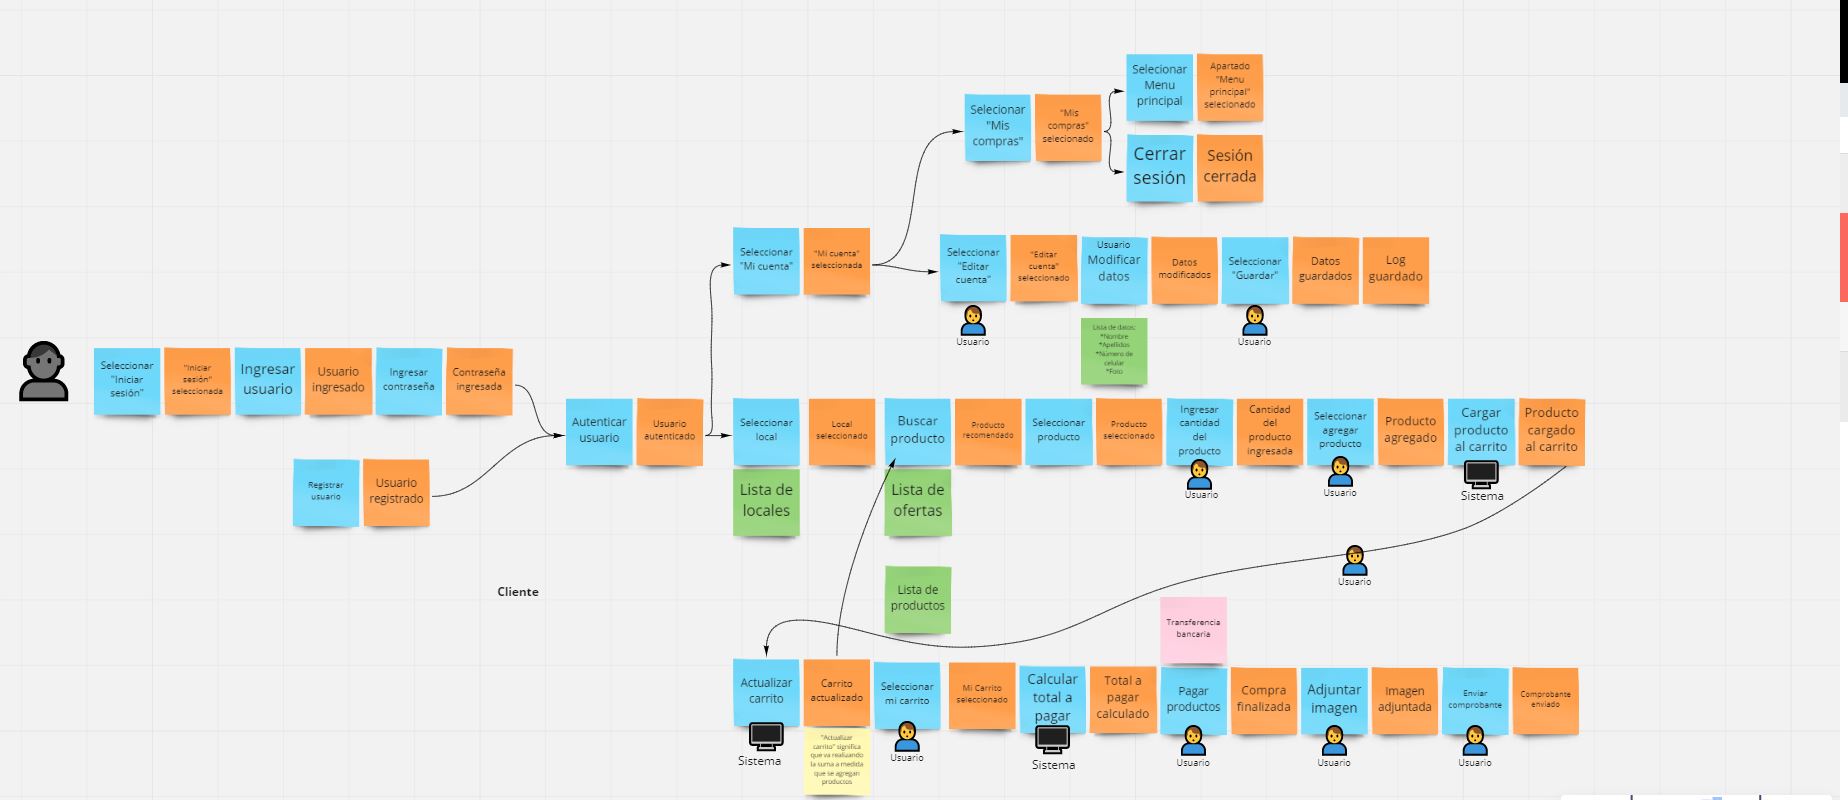 Selecionar
Menu
principal
Apartado
"Menu
principal"
selecionado
Selecionar
"Mis
compras"
"Mis
compras"
selecionado
Cerrar
sesión
Sesión
cerrada
Seleccionar
"Mi cuenta"
"Mi cuenta"
seleccionada
Seleccionar
"Editar
cuenta"
Usuario
"Editar
cuenta"
seleccionado
Usuario
Modificar
datos
Lista de datos:
*Nombre
*Apellidos
*Número de
celular
*Foto
Datos
modificados
Seleccionar
"Guardar"
Usuario
Datos
guardados
Log
guardado
Seleccionar
"Iniciar
sesión"
"Iniciar
sesión"
seleccionada
Ingresar
usuario
Usuario
ingresado
Ingresar
contraseña
Contraseña
ingresada
Registrar
usuario
Usuario
registrado
Autenticar
usuario
Usuario
autenticado
Seleccionar
local
Lista de
locales
Local
seleccionado
Buscar
producto
Lista de
ofertas
Lista de
productos
Producto
recomendado
Seleccionar
producto
Producto
seleccionado
Ingresar
cantidad
del
producto
Usuario
Cantidad
del
producto
ingresada
Seleccionar
agregar
producto
Usuario
Producto
agregado
Cargar
producto
al carrito
Sistema
Producto
cargado
al carrito
Usuario
Cliente
Actualizar
carrito
Sistema
Carrito
actualizado
"Actualizar
carrito" significa
que va realizando
la suma a medida
que se agregan
productos
Seleccionar
mi carrito
Usuario
Mi Carrito
seleccionado
Calcular
total a
pagar
Sistema
Total a
pagar
calculado
Transferencia
bancaria
Pagar
productos
Usuario
Compra
finalizada
Adjuntar
imagen
Usuario
Imagen
adjuntada
Enviar
comprobante
Usuario
Comprobante
enviado